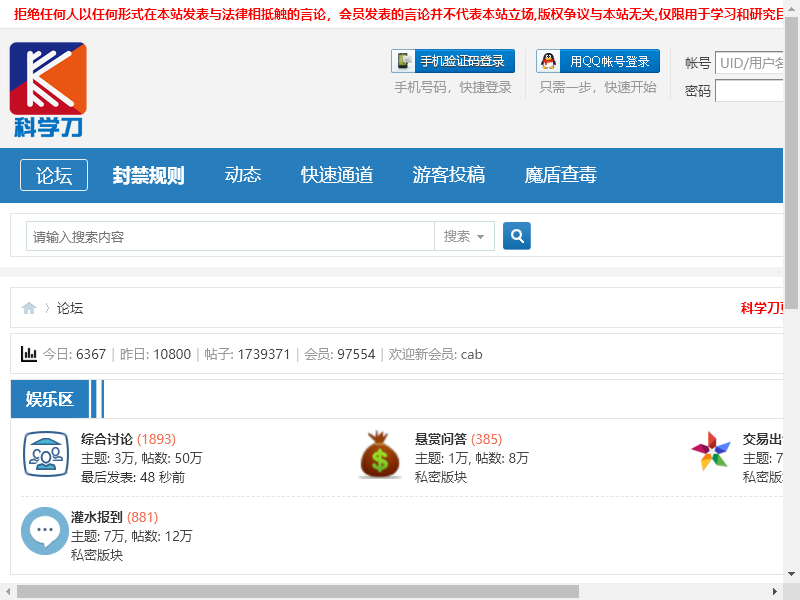 拒绝任何人以任何形式在本站发表与法律相抵触的言论，会员发表的言论并不代表本站立场,版权争议与本站无关,仅限用于学习和研究目
科学刀
手机验证码登录
手机号码，快捷登录
用QQ帐号登录
只需一步，快速开始
帐号 UID/用户名
密码
论坛 封禁规则 动态 快速通道 游客投稿 魔盾查毒
请输入搜索内容 搜索
论坛
科学刀
今日: 6367 | 昨日: 10800 | 帖子: 1739371 | 会员: 97554 | 欢迎新会员: cab
娱乐区
综合讨论 (1893)
主题: 3万, 帖数: 50万
最后发表: 48 秒前
悬赏问答 (385)
主题: 1万, 帖数: 8万
私密版块
交易出
主题: 7
私密版
灌水报到 (881)
主题: 7万, 帖数: 12万
私密版块